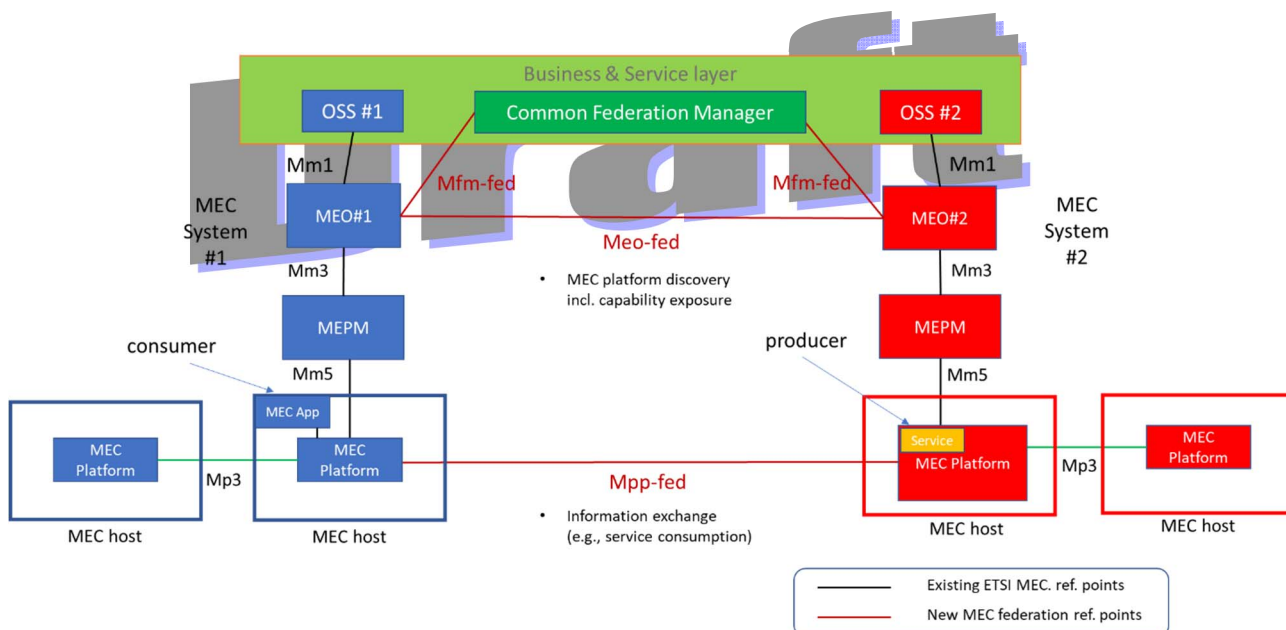 Draft
Business & Service layer
OSS #1
Common Federation Manager
OSS #2
Mm1
Mfm-fed
Mfm-fed
Mm1
MEC
System
#1
MEO#1
MEO#2
MEC
System
#2
Meo-fed
Mm3
Mm3
• MEC platform discovery
incl. capability exposure
MEPM
MEPM
consumer
producer
Mm5
Mm5
MEC App
Service
MEC
Platform
MEC
Platform
MEC Platform
MEC
Platform
Mp3
Mp3
Mpp-fed
MEC host
MEC host
• Information exchange
(e.g., service consumption)
MEC host
MEC host
Existing ETSI MEC. ref. points
New MEC federation ref. points